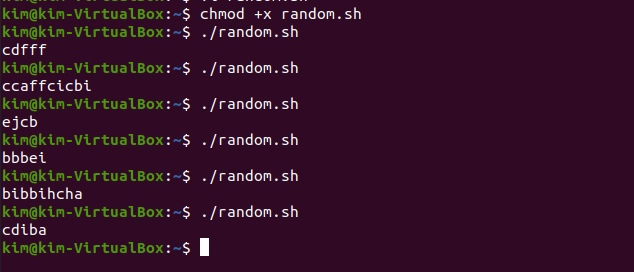 kim@kim-VirtualBox:~$ chmod +x random.sh
kim@kim-VirtualBox:~$ ./random.sh
cdfff
kim@kim-VirtualBox:~$ ./random.sh
ccaffcicbi
kim@kim-VirtualBox:~$ ./random.sh
ejcb
kim@kim-VirtualBox:~$ ./random.sh
bbbei
kim@kim-VirtualBox:~$ ./random.sh
bibbihcha
kim@kim-VirtualBox:~$ ./random.sh
cdiba
kim@kim-VirtualBox:~$